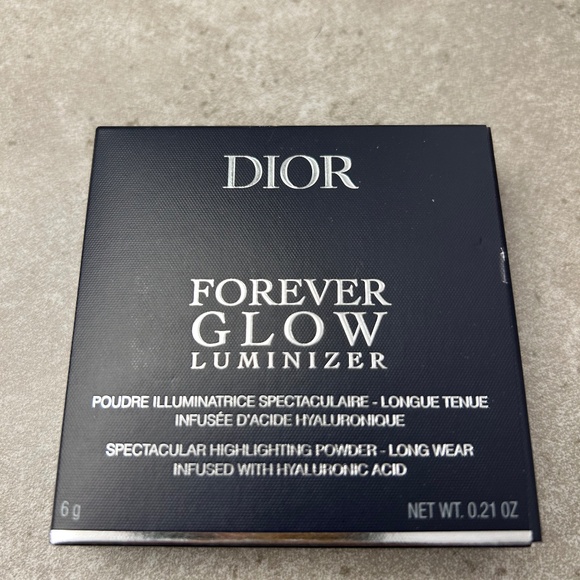 DIOR
FOREVER
GLOW
LUMINIZER
POUDRE ILLUMINATRICE SPECTACULAIRE - LONGUE TENUE
INFUSÉE D'ACIDE HYALURONIQUE
SPECTACULAR HIGHLIGHTING POWDER - LONG WEAR
INFUSED WITH HYALURONIC ACID
6 g NET WT. 0.21 OZ